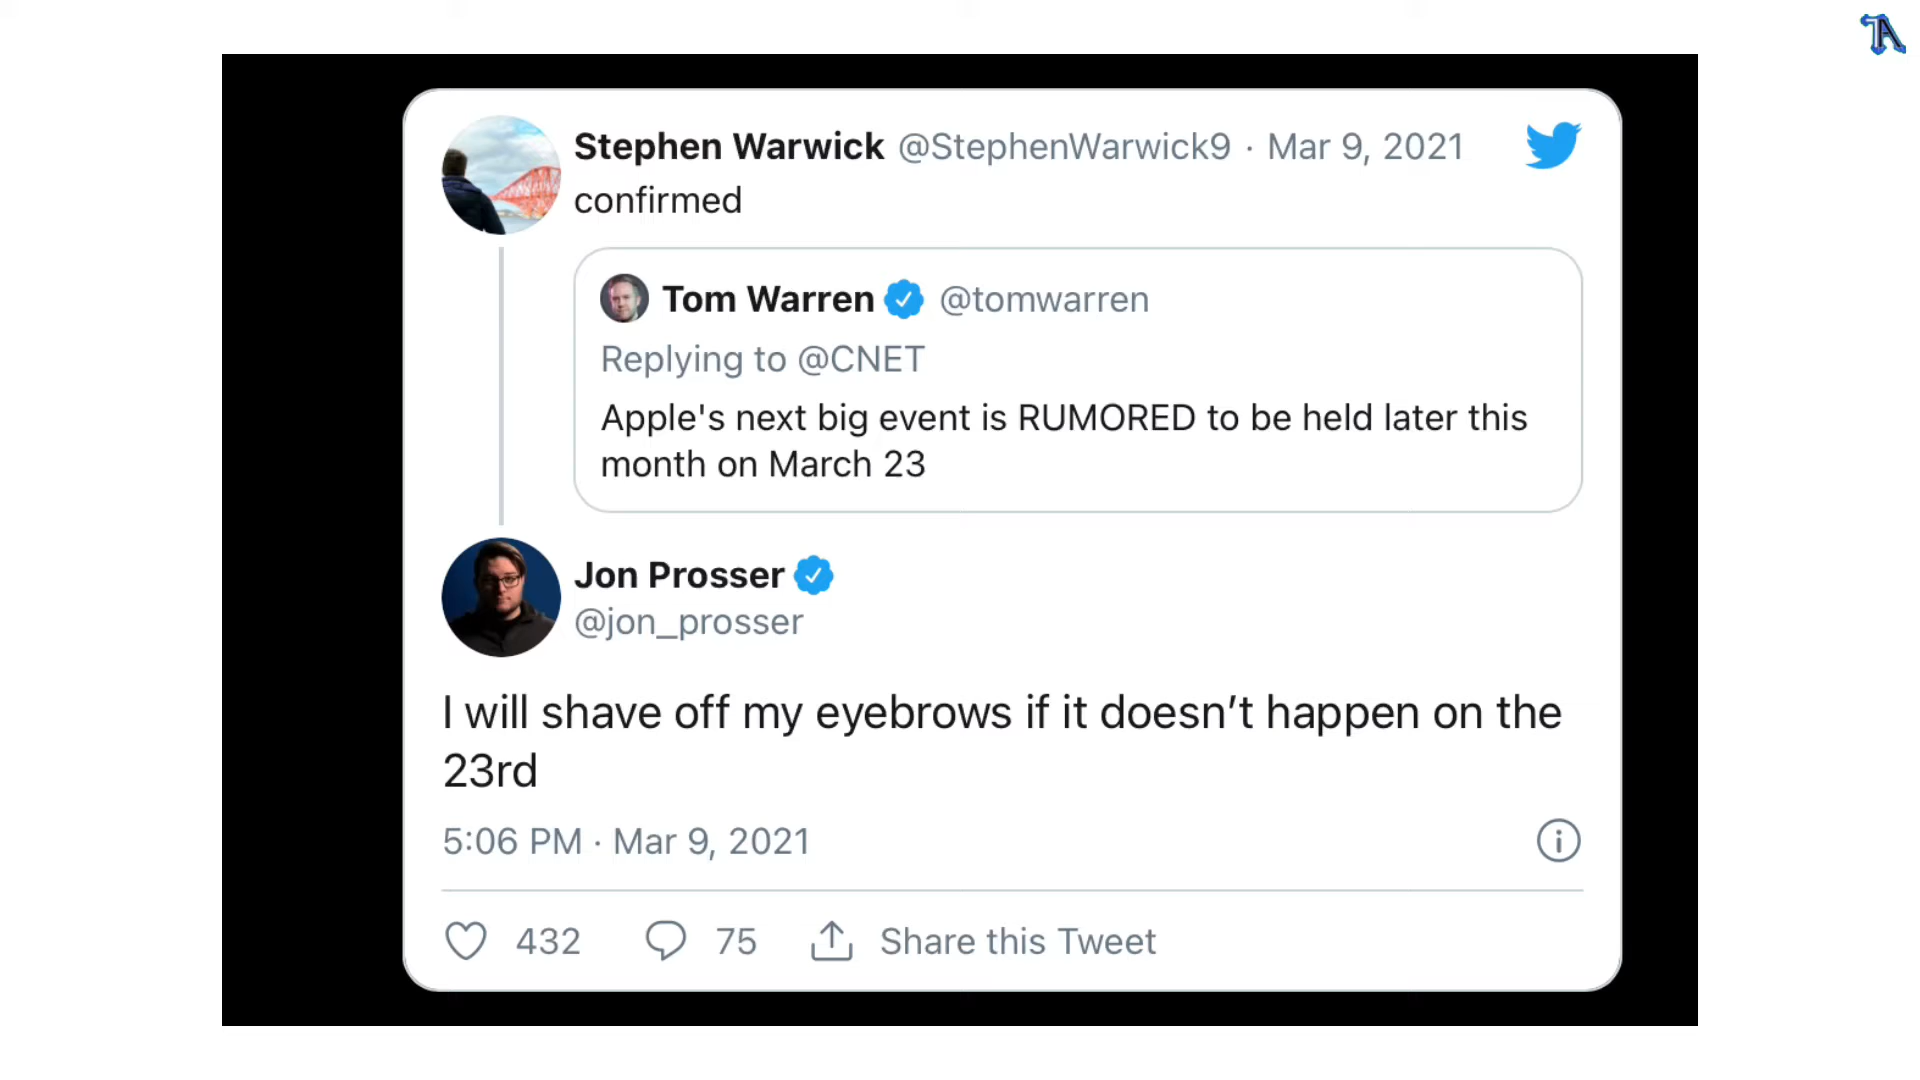 TA
Stephen Warwick @StephenWarwick9 · Mar 9, 2021
confirmed
Tom Warren @tomwarren
Replying to @CNET
Apple's next big event is RUMORED to be held later this
month on March 23
Jon Prosser
@jon_prosser
I will shave off my eyebrows if it doesn’t happen on the
23rd
5:06 PM · Mar 9, 2021
432 75 Share this Tweet